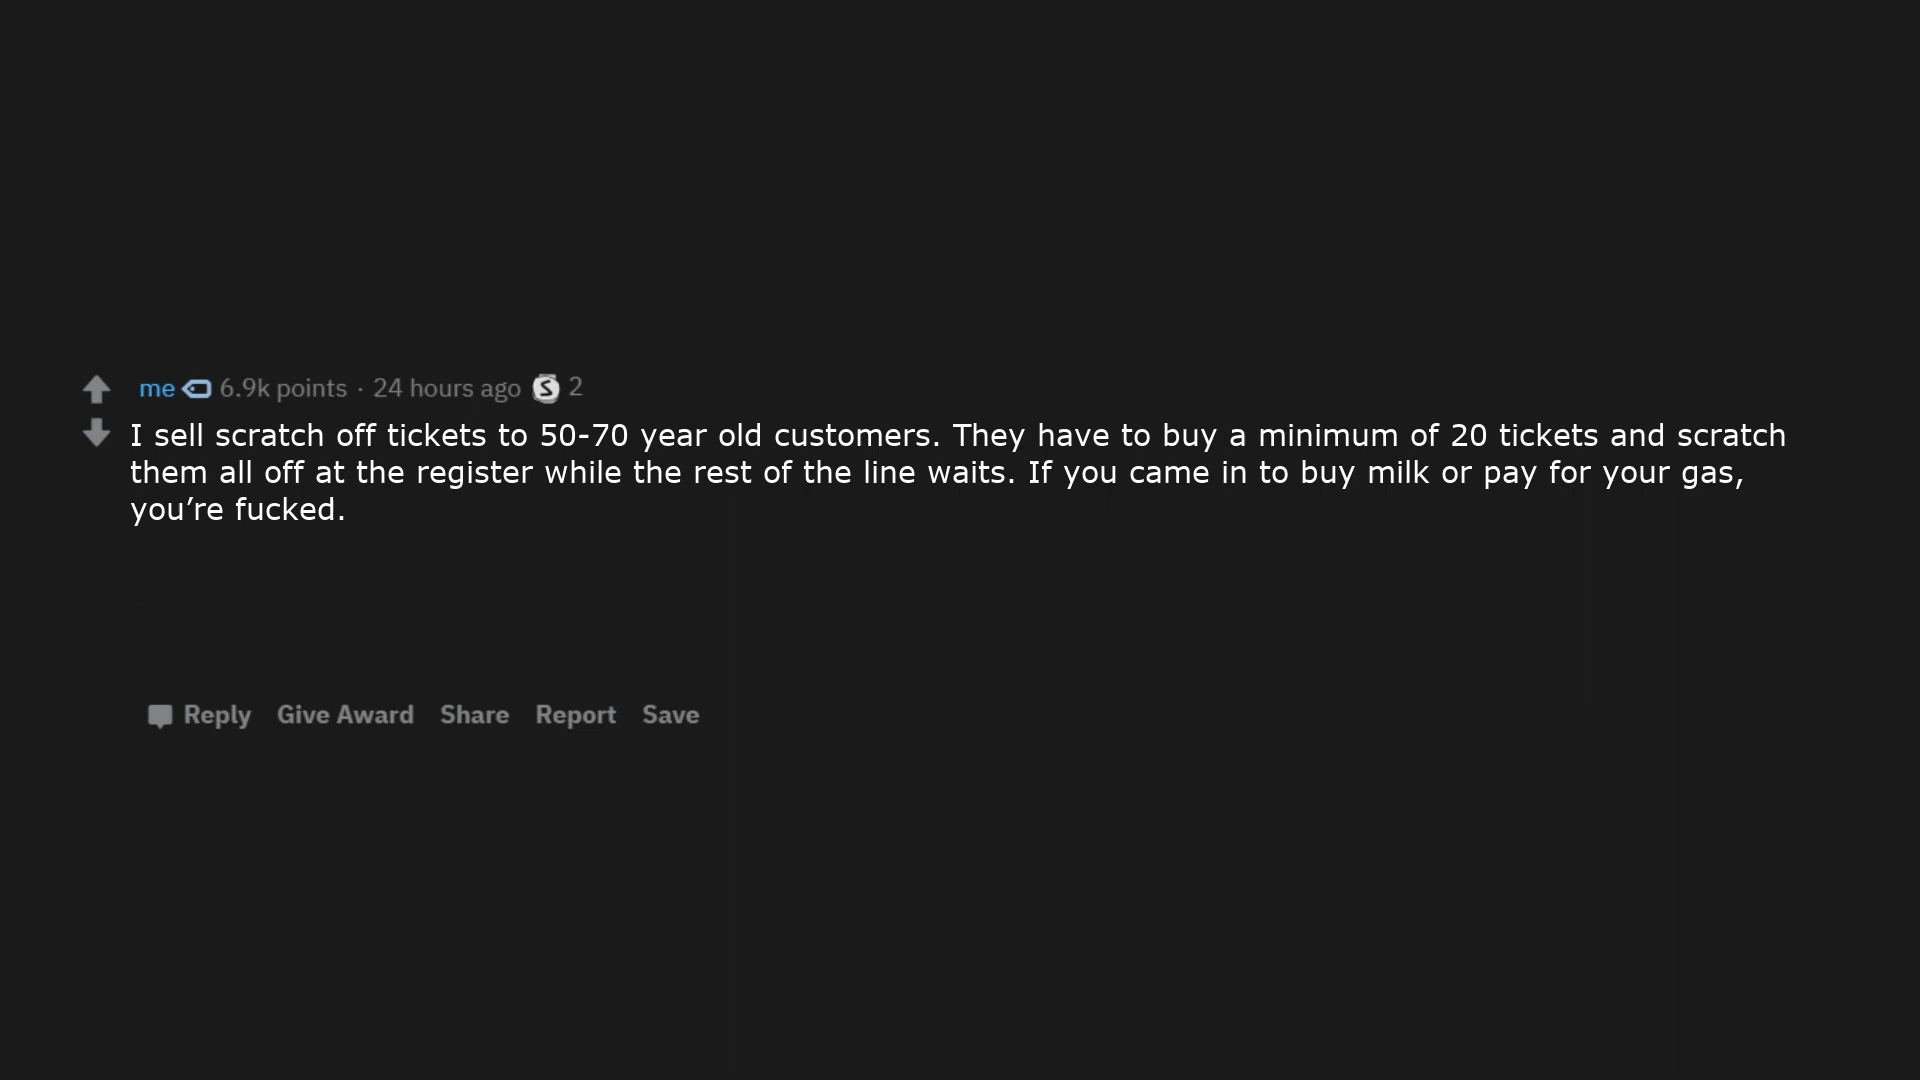 me 6.9k points · 24 hours ago S 2
I sell scratch off tickets to 50-70 year old customers. They have to buy a minimum of 20 tickets and scratch
them all off at the register while the rest of the line waits. If you came in to buy milk or pay for your gas,
you’re fucked.
Reply Give Award Share Report Save